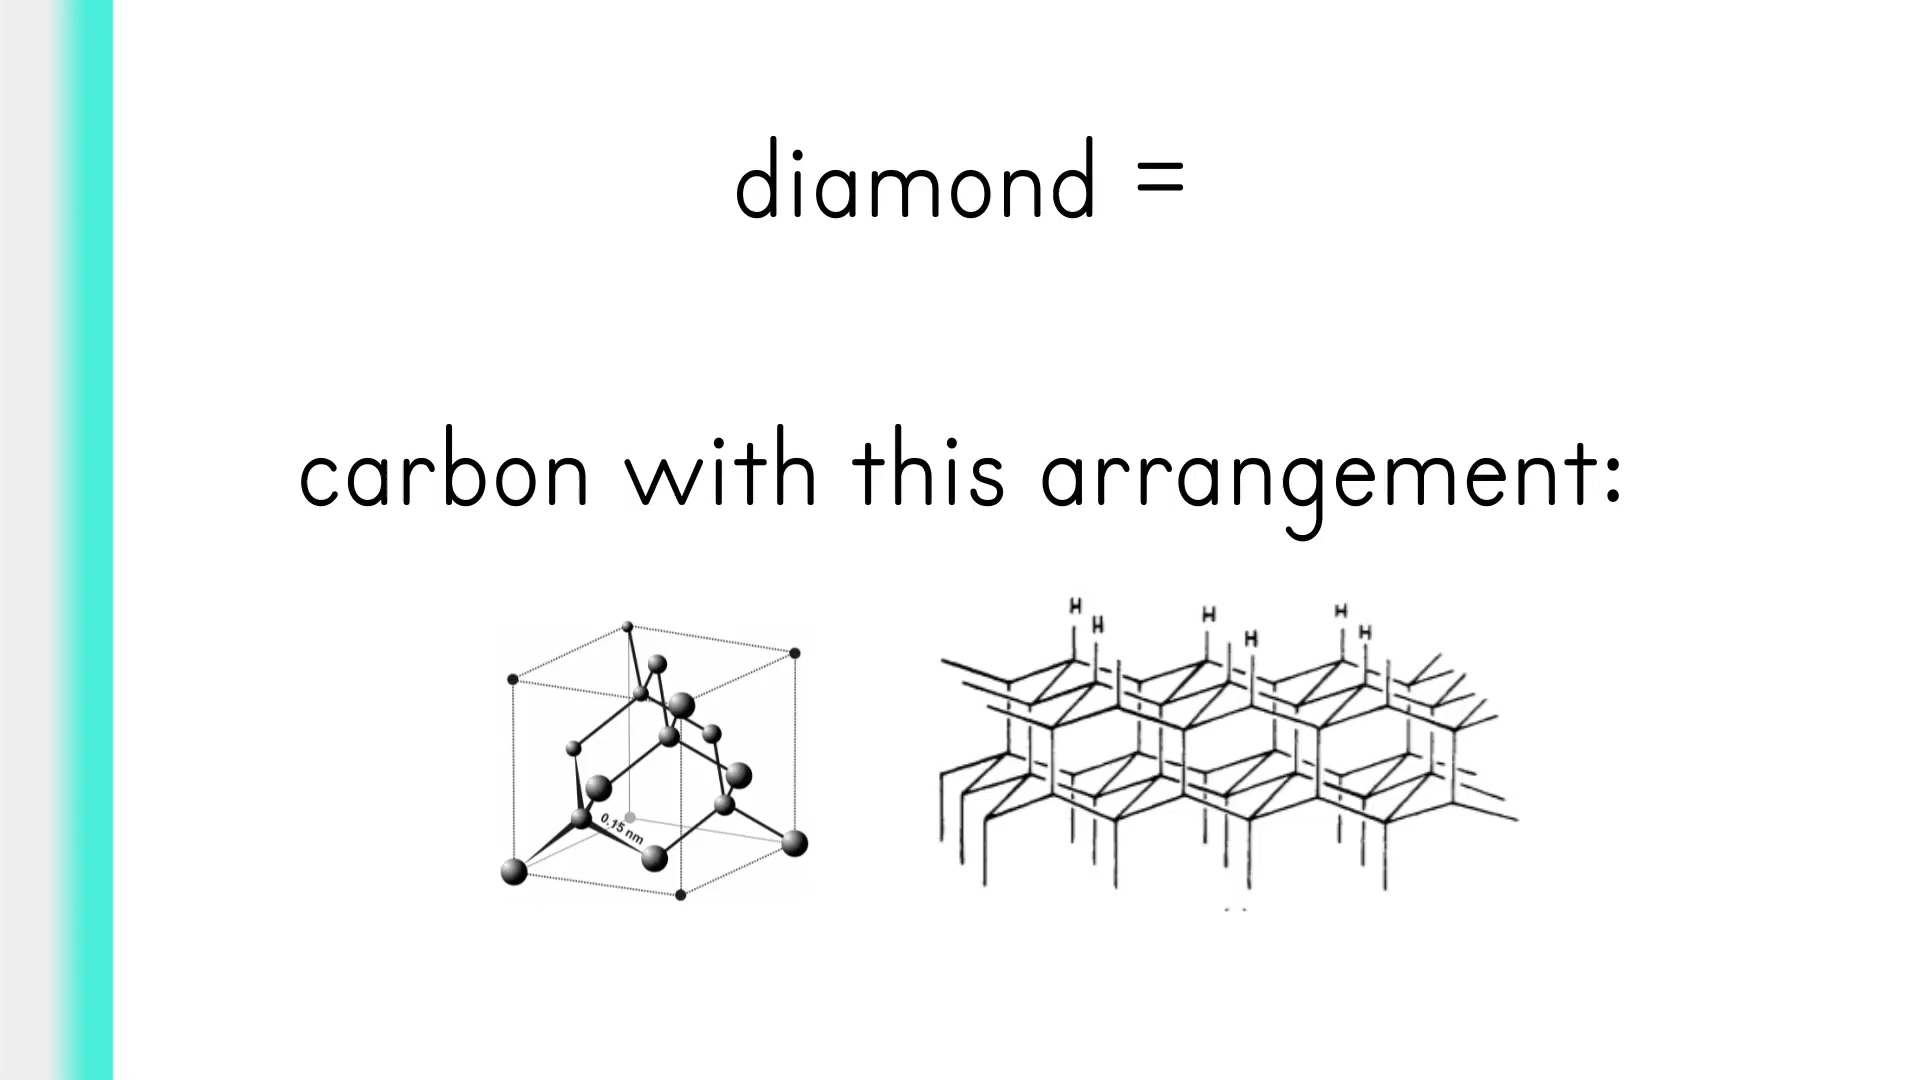 diamond =
carbon with this arrangement:
H H H H H H
0,15 nm